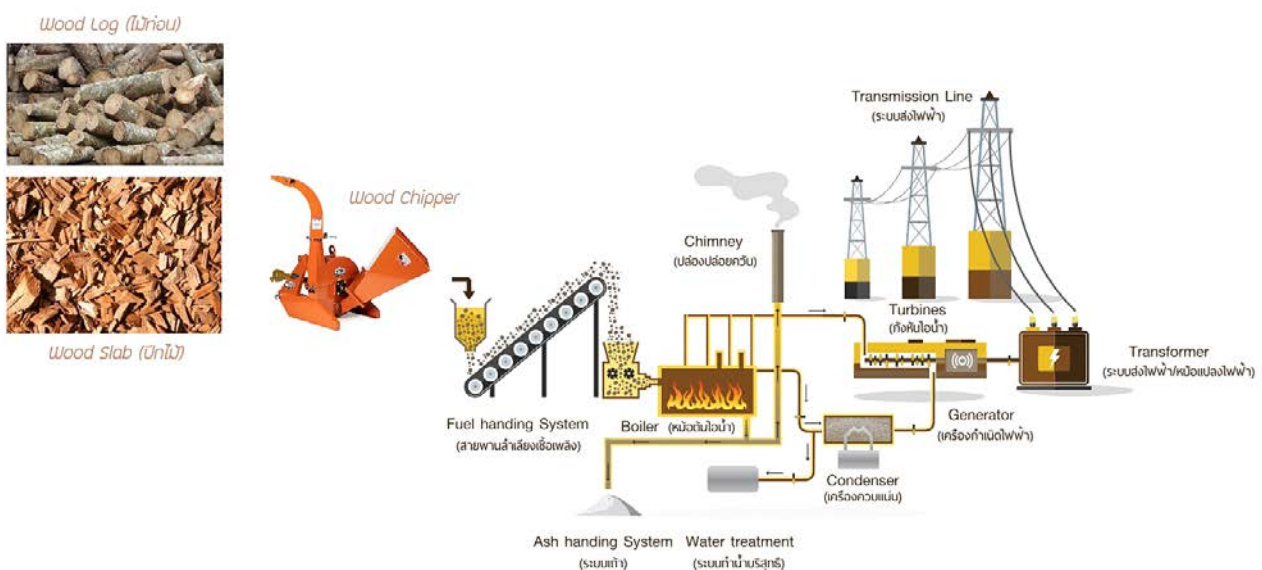 Wood Log (ไม้ท่อน)
Wood Slab (ปีกไม้)
Wood Chipper
Transmission Line
(ระบบส่งไฟฟ้า)
Chimney
(ปล่องปล่อยควัน)
Turbines
(กังหันไอน้ำ)
Transformer
(ระบบส่งไฟฟ้า/หม้อแปลงไฟฟ้า)
Fuel handing System
(สายพานลำเลียงเชื้อเพลิง)
Boiler (หม้อต้มไอน้ำ)
Generator
(เครื่องกำเนิดไฟฟ้า)
Condenser
(เครื่องควบแน่น)
Ash handing System
(ระบบเถ้า)
Water treatment
(ระบบทำน้ำบริสุทธิ์)